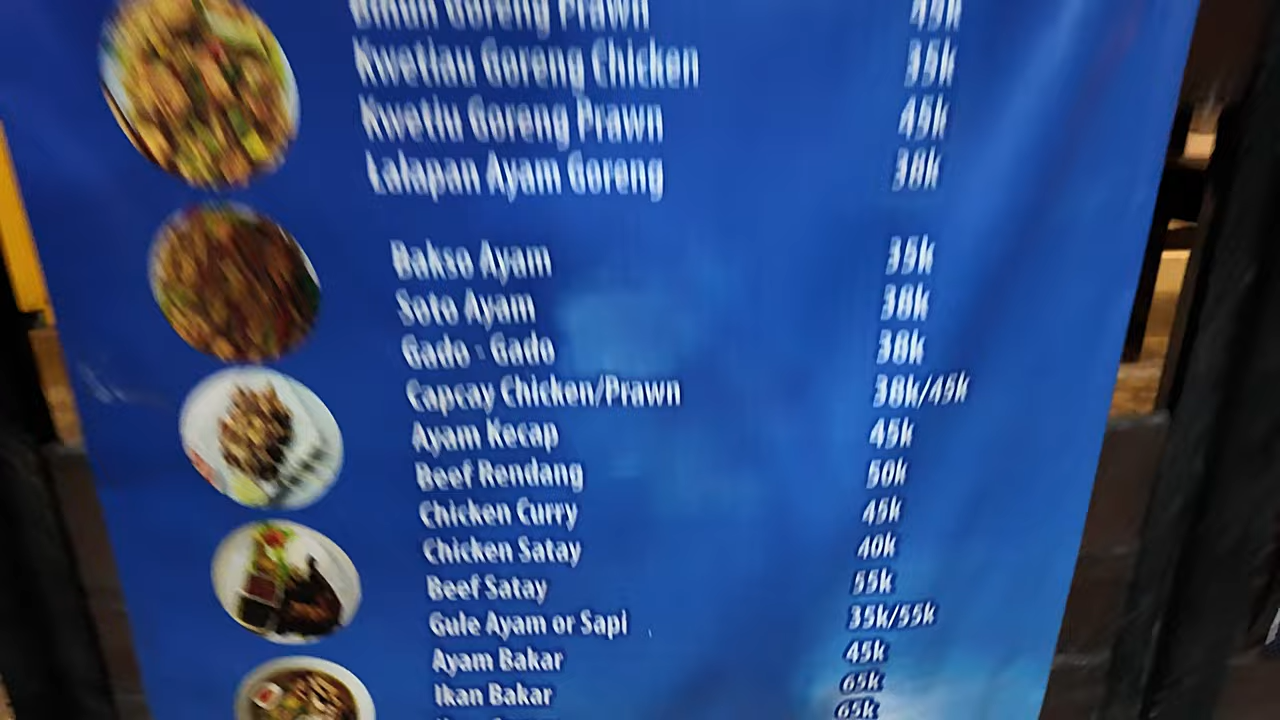 Goreng Prawn 45k
Kwetiau Goreng Chicken 35k
Kwetiu Goreng Prawn 45k
Lalapan Ayam Goreng 38k
Bakso Ayam 35k
Soto Ayam 38k
Gado - Gado 38k
Capcay Chicken/Prawn 38k/45k
Ayam Kecap 45k
Beef Rendang 50k
Chicken Curry 45k
Chicken Satay 40k
Beef Satay 55k
Gule Ayam or Sapi 35k/55k
Ayam Bakar 45k
Ikan Bakar 65k
65k